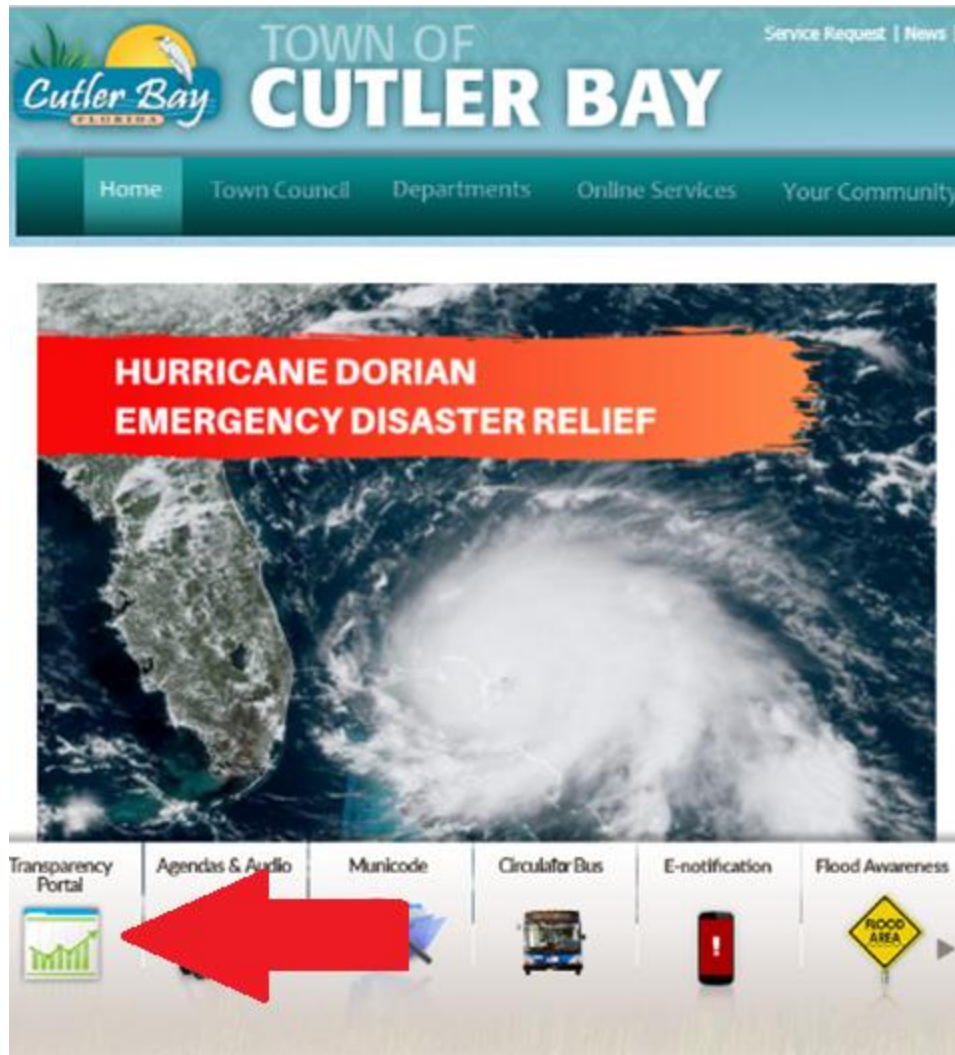 Service Request | News |
TOWN OF
CUTLER BAY
Cutler Bay
FLORIDA
Home Town Council Departments Online Services Your Community
HURRICANE DORIAN
EMERGENCY DISASTER RELIEF
Transparency
Portal
Agendas & Audio
Municode
Circulator Bus
E-notification
Flood Awareness
FLOOD
AREA